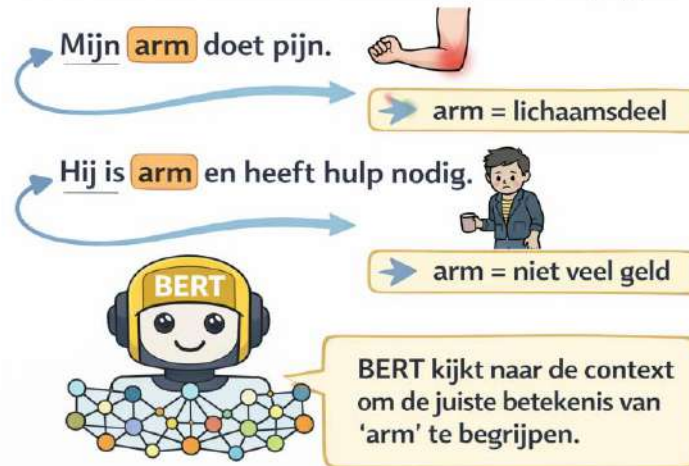 Mijn arm doet pijn.
arm = lichaamsdeel
Hij is arm en heeft hulp nodig.
arm = niet veel geld
BERT
BERT kijkt naar de context
om de juiste betekenis van
‘arm’ te begrijpen.